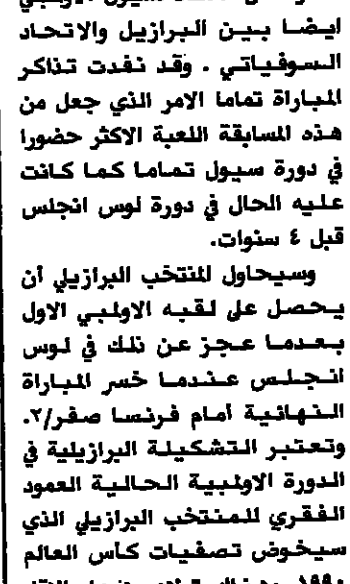 سيول الاولمبي
ايضا بين البرازيل والاتحاد
السوفياتي . وقد نفدت تذاكر
المباراة تماما الامر الذي جعل من
هذه المسابقة اللعبة الاكثر حضورا
في دورة سيول تماما كما كانت
عليه الحال في دورة لوس انجلس
قبل ٤ سنوات.
وسيحاول المنتخب البرازيلي أن
يحصل على لقبه الاولمبي الاول
بعدما عجز عن ذلك في لوس
انجلس عندما خسر المباراة
النهائية أمام فرنسا صفر/٢.
وتعتبر التشكيلة البرازيلية في
الدورة الاولمبية الحالية العمود
الفقري للمنتخب البرازيلي الذي
سيخوض تصفيات كأس العالم